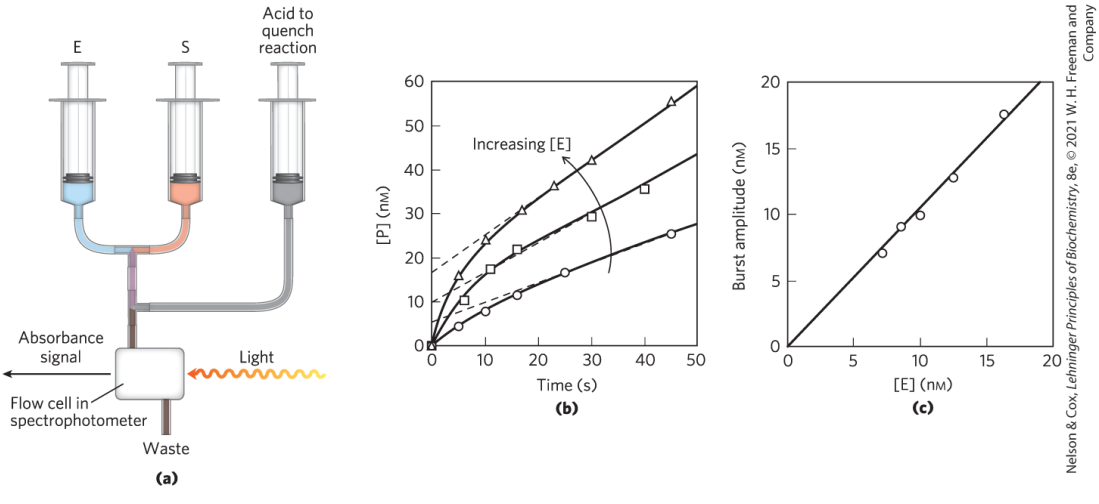 E
S
Acid to
quench
reaction
Absorbance
signal
Light
Flow cell in
spectrophotometer
Waste
(a)
60
50
40
30
20
10
0
[P] (nM)
Increasing [E]
0
10
20
30
40
50
Time (s)
(b)
20
15
10
5
0
Burst amplitude (nM)
0
5
10
15
20
[E] (nM)
(c)
Nelson & Cox, Lehninger Principles of Biochemistry, 8e, © 2021 W. H. Freeman and
Company